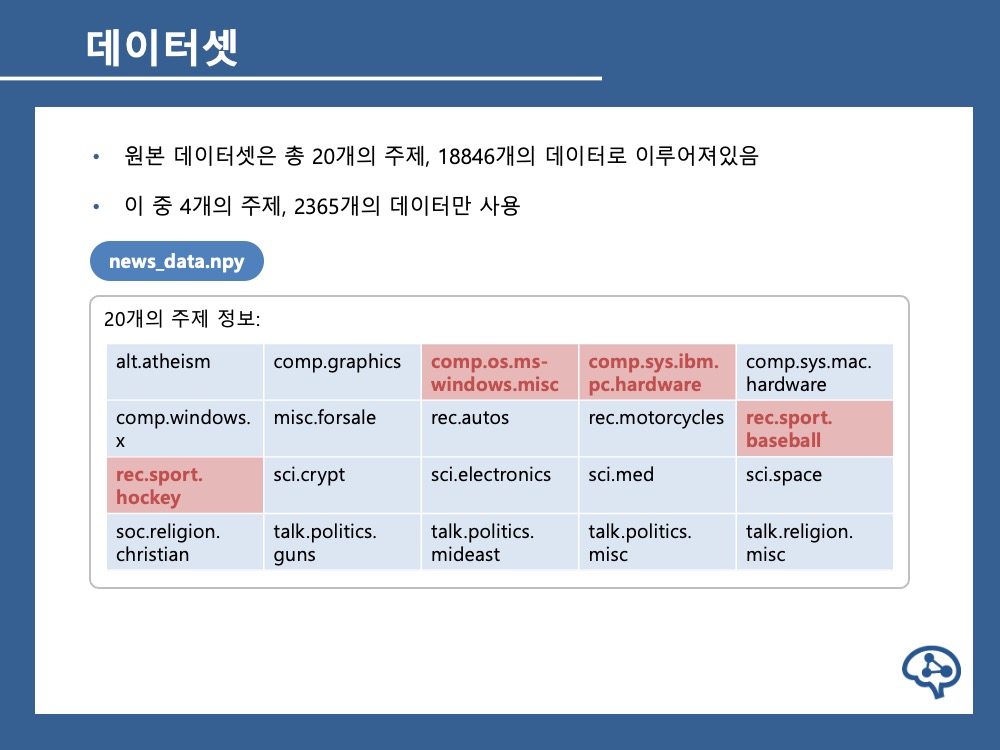 데이터셋
• 원본 데이터셋은 총 20개의 주제, 18846개의 데이터로 이루어져있음
• 이 중 4개의 주제, 2365개의 데이터만 사용
news_data.npy
20개의 주제 정보:
alt.atheism
comp.graphics
comp.os.ms-
windows.misc
comp.sys.ibm.
pc.hardware
comp.sys.mac.
hardware
comp.windows.
x
misc.forsale
rec.autos
rec.motorcycles
rec.sport.
baseball
rec.sport.
hockey
sci.crypt
sci.electronics
sci.med
sci.space
soc.religion.
christian
talk.politics.
guns
talk.politics.
mideast
talk.politics.
misc
talk.religion.
misc